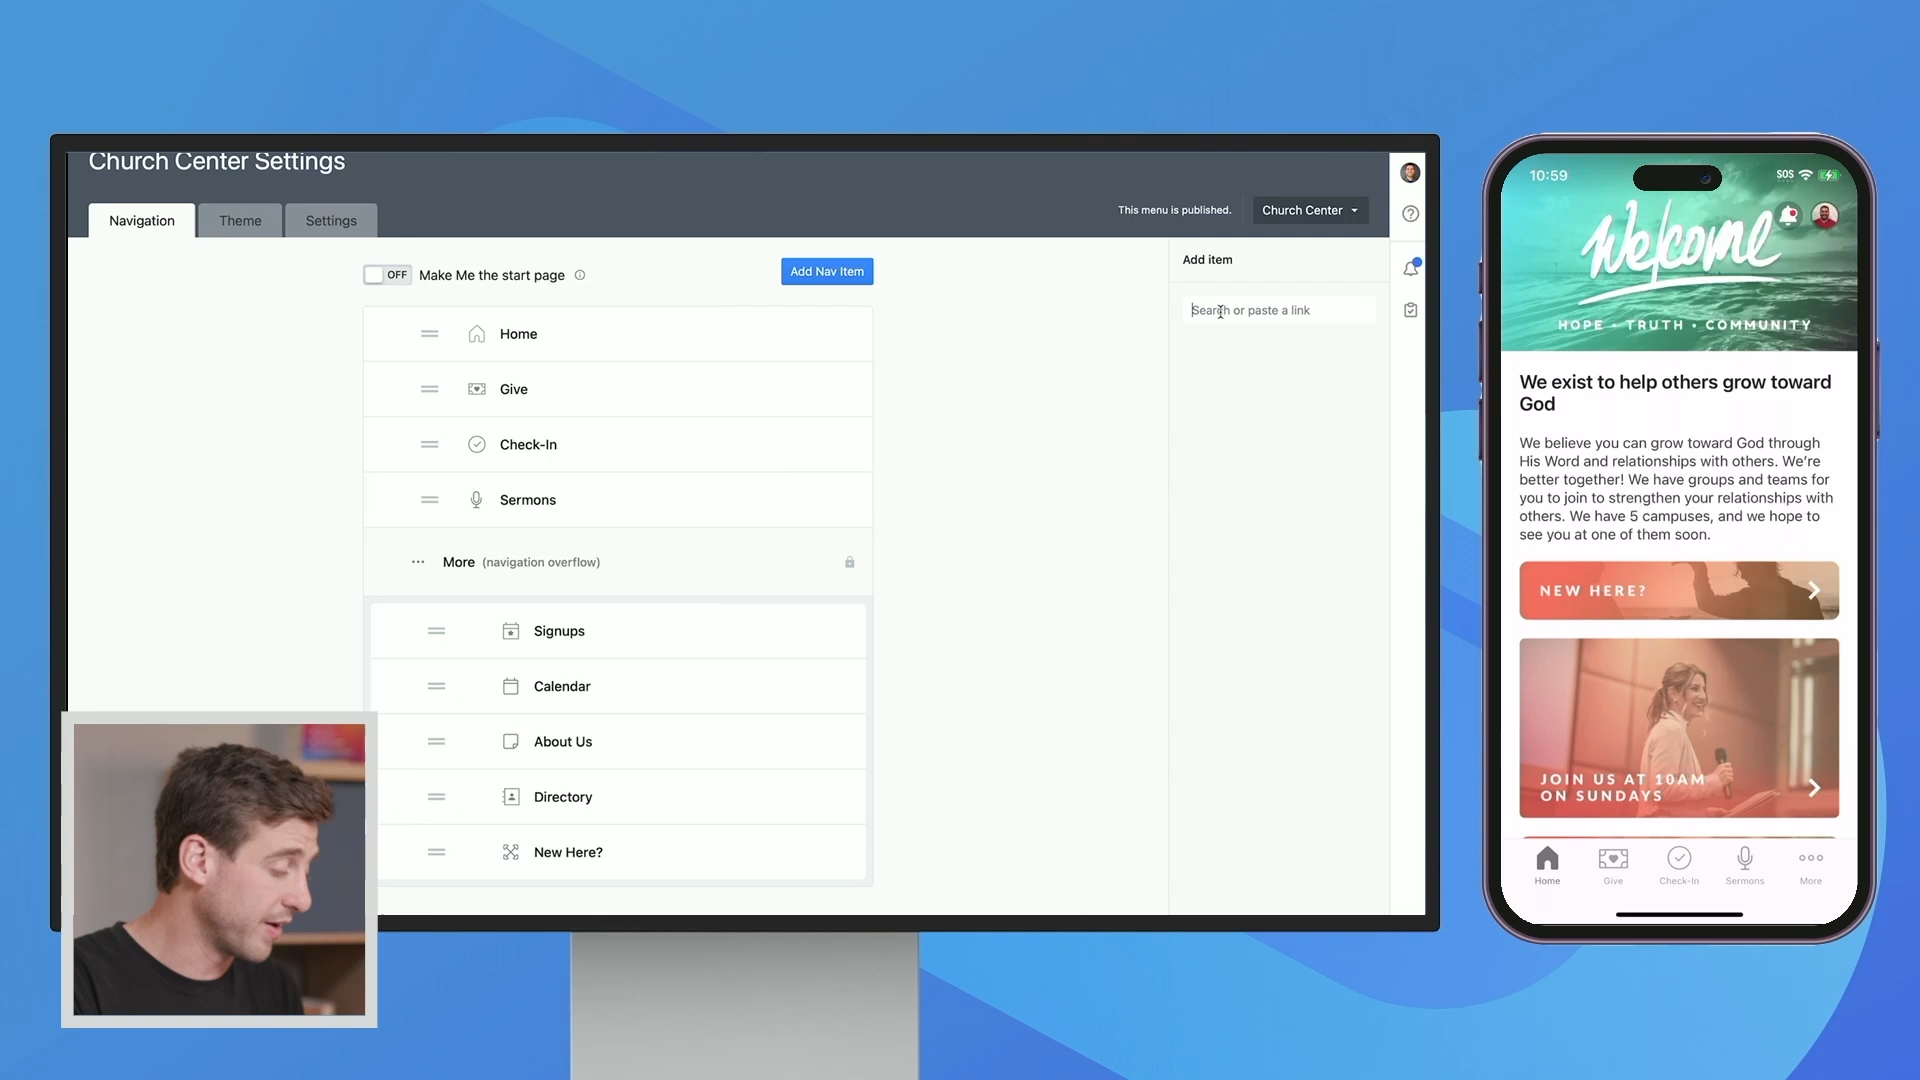 Church Center Settings
Navigation
Theme
Settings
This menu is published.
Church Center
OFF
Make Me the start page
Add Nav Item
Home
Give
Check-In
Sermons
More (navigation overflow)
Signups
Calendar
About Us
Directory
New Here?
Add item
Search or paste a link
10:59
SOS
Welcome
HOPE • TRUTH • COMMUNITY
We exist to help others grow toward
God
We believe you can grow toward God through
His Word and relationships with others. We're
better together! We have groups and teams for
you to join to strengthen your relationships with
others. We have 5 campuses, and we hope to
see you at one of them soon.
NEW HERE?
JOIN US AT 10AM
ON SUNDAYS
Home
Give
Check-In
Sermons
More